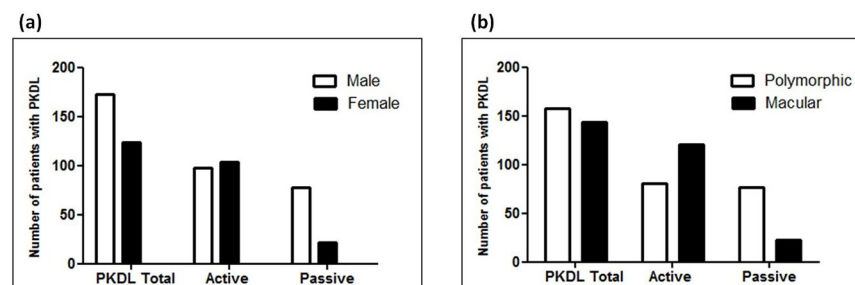 (a)
Number of patients with PKDL
200
150
100
50
0
Male
Female
PKDL Total Active Passive
(b)
Number of patients with PKDL
200
150
100
50
0
Polymorphic
Macular
PKDL Total Active Passive